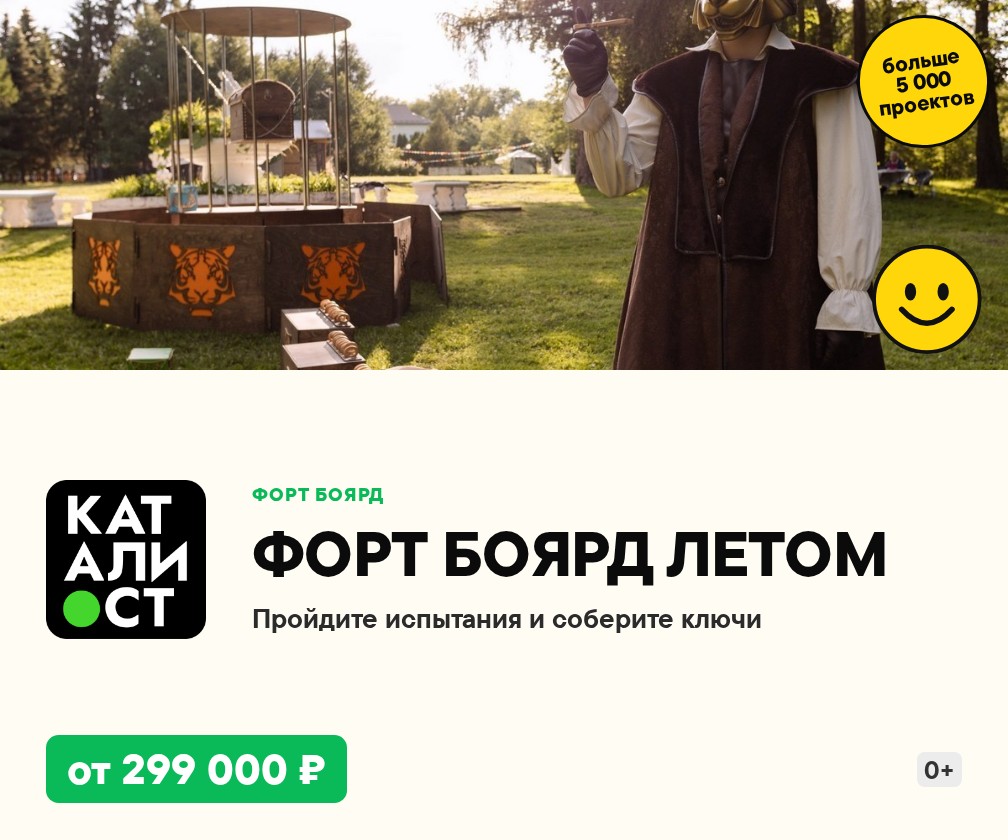 больше
5 000
проектов
КАТ
АЛИ
СТ
ФОРТ БОЯРД
ФОРТ БОЯРД ЛЕТОМ
Пройдите испытания и соберите ключи
от 299 000 ₽
0+